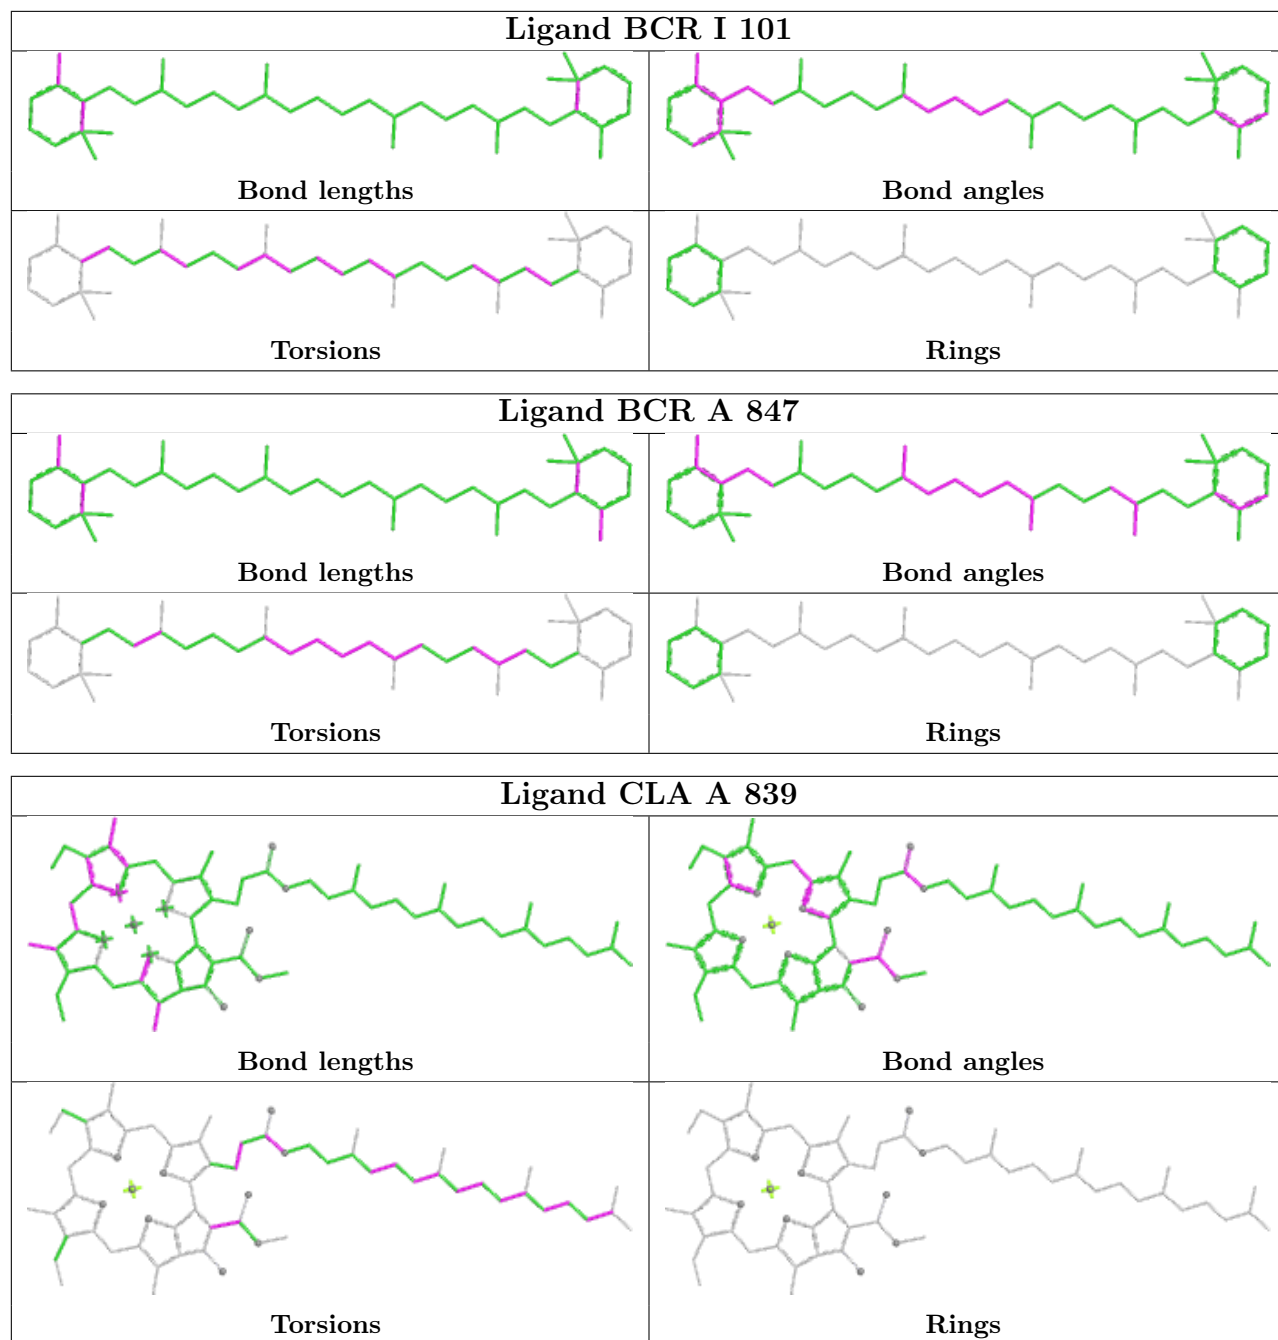 Ligand BCR I 101
Bond lengths
Bond angles
Torsions
Rings
Ligand BCR A 847
Bond lengths
Bond angles
Torsions
Rings
Ligand CLA A 839
Bond lengths
Bond angles
Torsions
Rings